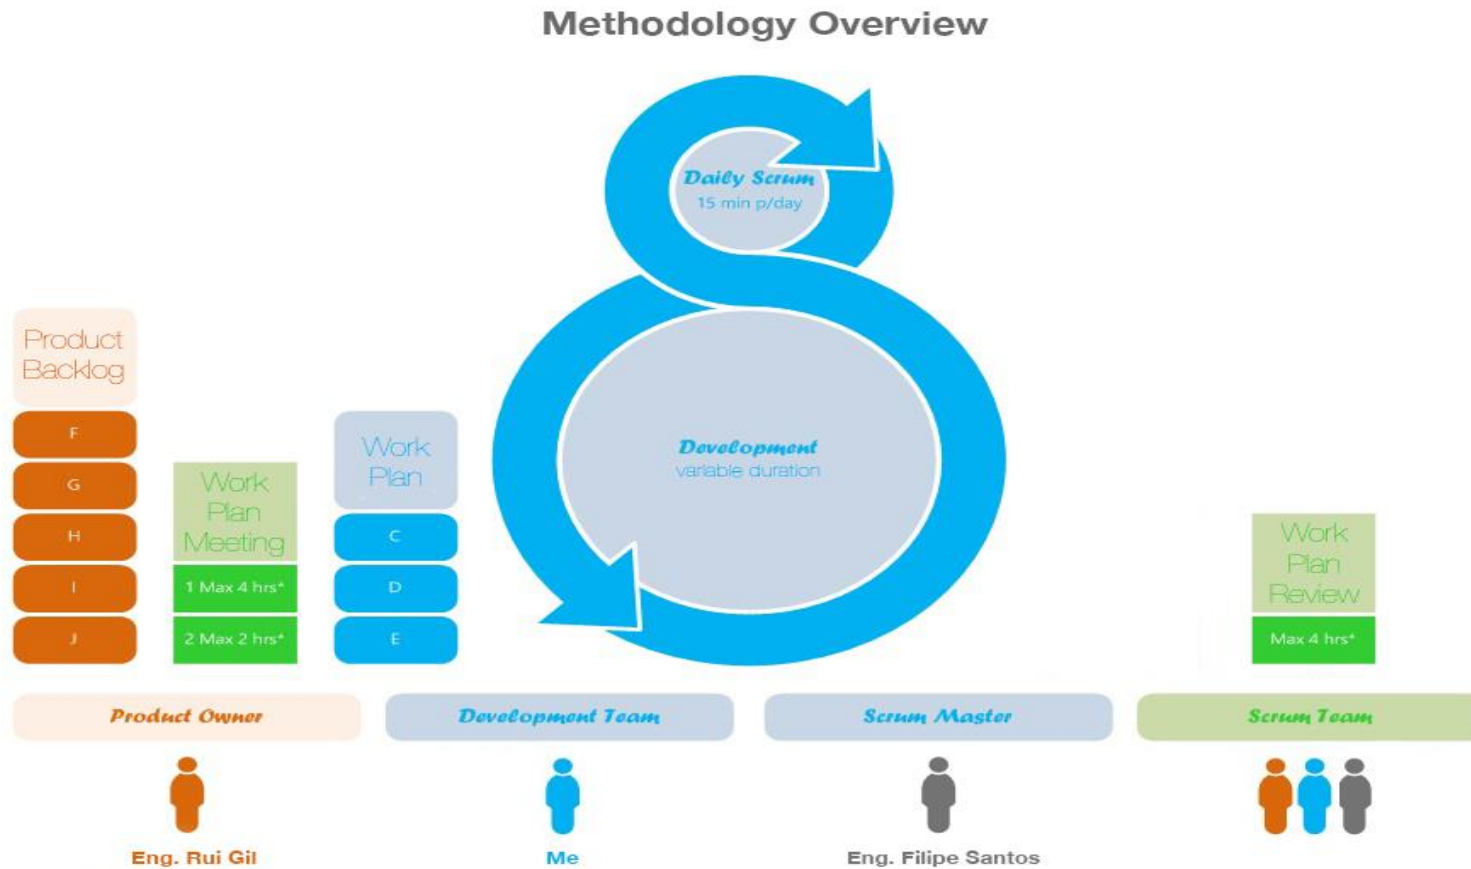 Methodology Overview
Daily Scrum
15 min p/day
Product
Backlog
F
G
H
I
J
Work
Plan
Meeting
1 Max 4 hrs*
2 Max 2 hrs*
Work
Plan
C
D
E
Development
variable duration
Work
Plan
Review
Max 4 hrs*
Product Owner
Development Team
Scrum Master
Scrum Team
Eng. Rui Gil
Me
Eng. Filipe Santos